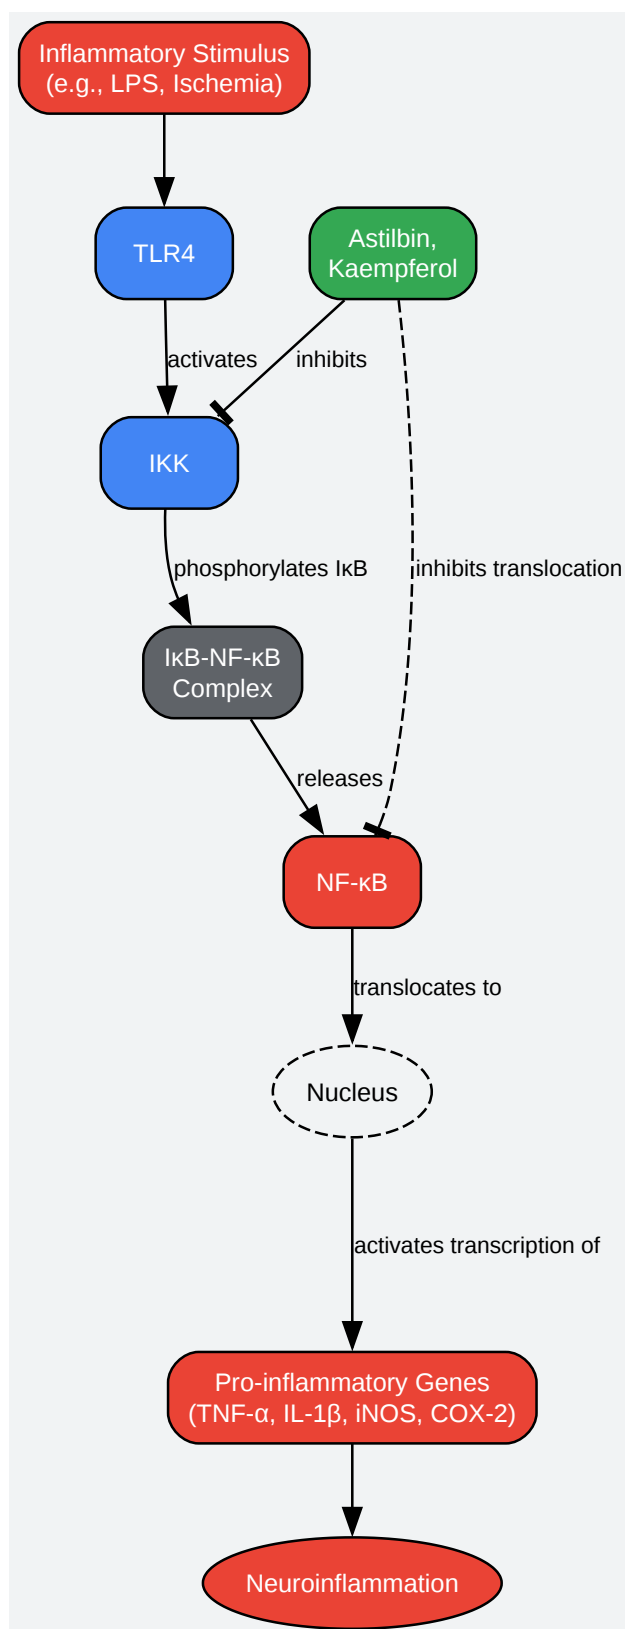 Inflammatory Stimulus
(e.g., LPS, Ischemia)
TLR4
Astilbin,
Kaempferol
activates
inhibits
IKK
phosphorylates IκB
inhibits translocation
IκB-NF-κB
Complex
releases
NF-κB
translocates to
Nucleus
activates transcription of
Pro-inflammatory Genes
(TNF-α, IL-1β, iNOS, COX-2)
Neuroinflammation